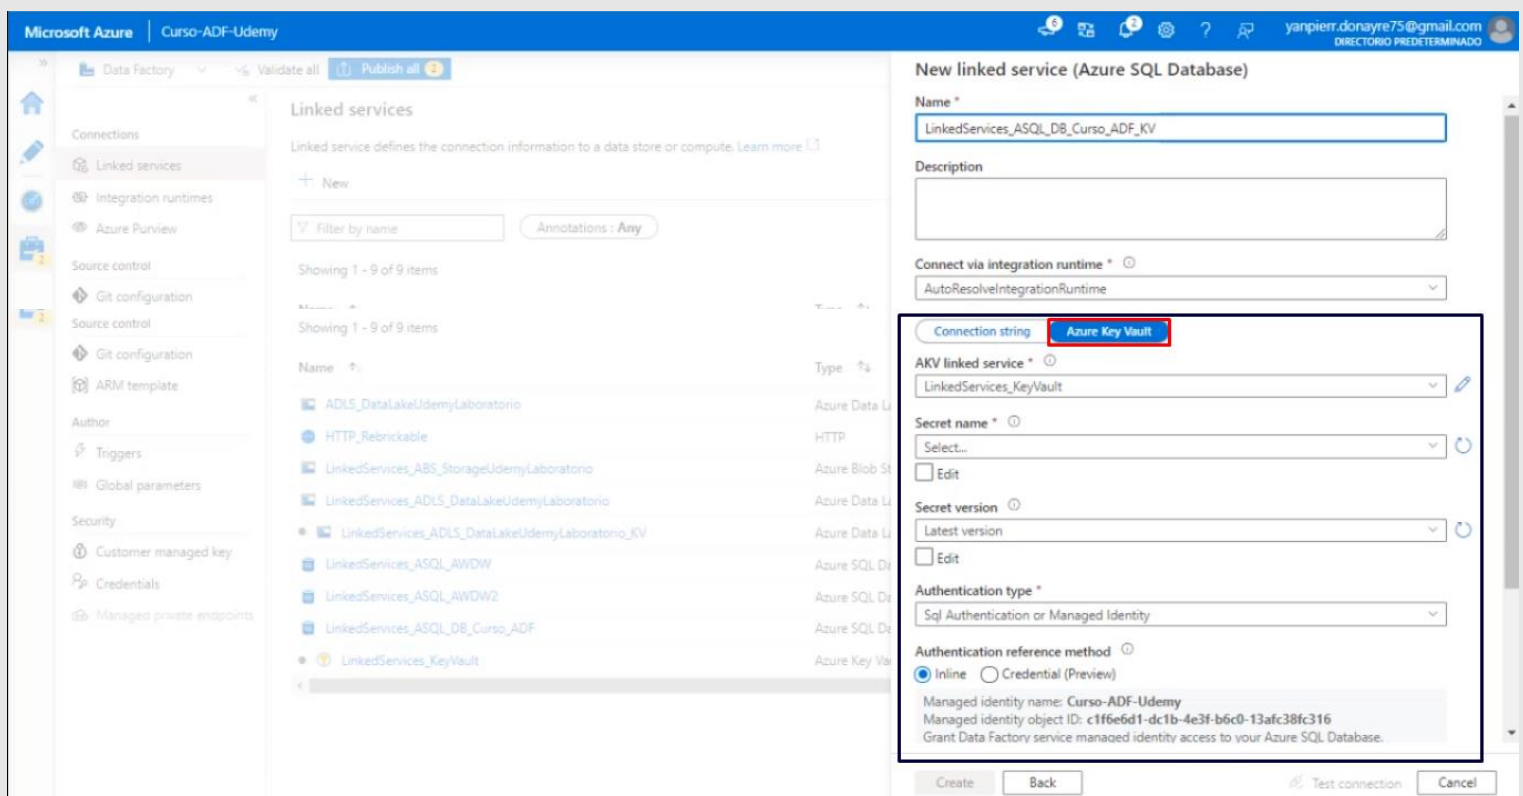 Microsoft Azure
Curso-ADF-Udemy
6
2
yanpierr.donayre75@gmail.com
DIRECTORIO PREDETERMINADO
Data Factory
Validate all
Publish all 2
Connections
Linked services
Integration runtimes
Azure Purview
Source control
Git configuration
Source control
Git configuration
ARM template
Author
Triggers
Global parameters
Security
Customer managed key
Credentials
Managed private endpoints
2
2
Linked services
Linked service defines the connection information to a data store or compute. Learn more
New
Filter by name
Annotations : Any
Showing 1 - 9 of 9 items
Showing 1 - 9 of 9 items
Name
Type
ADLS_DataLakeUdemyLaboratorio
Azure Data L
HTTP_Rebrickable
HTTP
LinkedServices_ABS_StorageUdemyLaboratorio
Azure Blob St
LinkedServices_ADLS_DataLakeUdemyLaboratorio
Azure Data L
LinkedServices_ADLS_DataLakeUdemyLaboratorio_KV
Azure Data L
LinkedServices_ASQL_AWDW
Azure SQL D
LinkedServices_ASQL_AWDW2
Azure SQL D
LinkedServices_ASQL_DB_Curso_ADF
Azure SQL D
LinkedServices_KeyVault
Azure Key Va
New linked service (Azure SQL Database)
Name *
LinkedServices_ASQL_DB_Curso_ADF_KV
Description
Connect via integration runtime *
AutoResolveIntegrationRuntime
Connection string
Azure Key Vault
AKV linked service *
LinkedServices_KeyVault
Secret name *
Select...
Edit
Secret version
Latest version
Edit
Authentication type *
Sql Authentication or Managed Identity
Authentication reference method
Inline
Credential (Preview)
Managed identity name: Curso-ADF-Udemy
Managed identity object ID: c1f6e6d1-dc1b-4e3f-b6c0-13afc38fc316
Grant Data Factory service managed identity access to your Azure SQL Database.
Create
Back
Test connection
Cancel